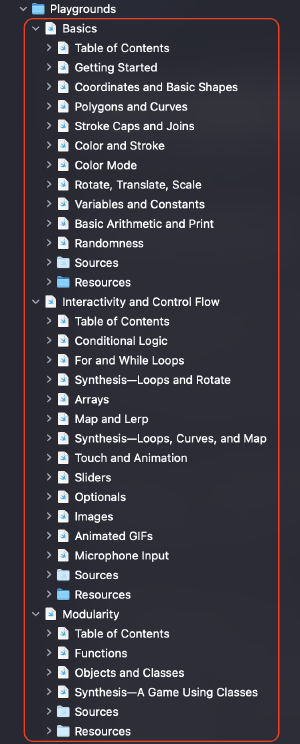 Playgrounds
Basics
Table of Contents
Getting Started
Coordinates and Basic Shapes
Polygons and Curves
Stroke Caps and Joins
Color and Stroke
Color Mode
Rotate, Translate, Scale
Variables and Constants
Basic Arithmetic and Print
Randomness
Sources
Resources
Interactivity and Control Flow
Table of Contents
Conditional Logic
For and While Loops
Synthesis—Loops and Rotate
Arrays
Map and Lerp
Synthesis—Loops, Curves, and Map
Touch and Animation
Sliders
Optionals
Images
Animated GIFs
Microphone Input
Sources
Resources
Modularity
Table of Contents
Functions
Objects and Classes
Synthesis—A Game Using Classes
Sources
Resources